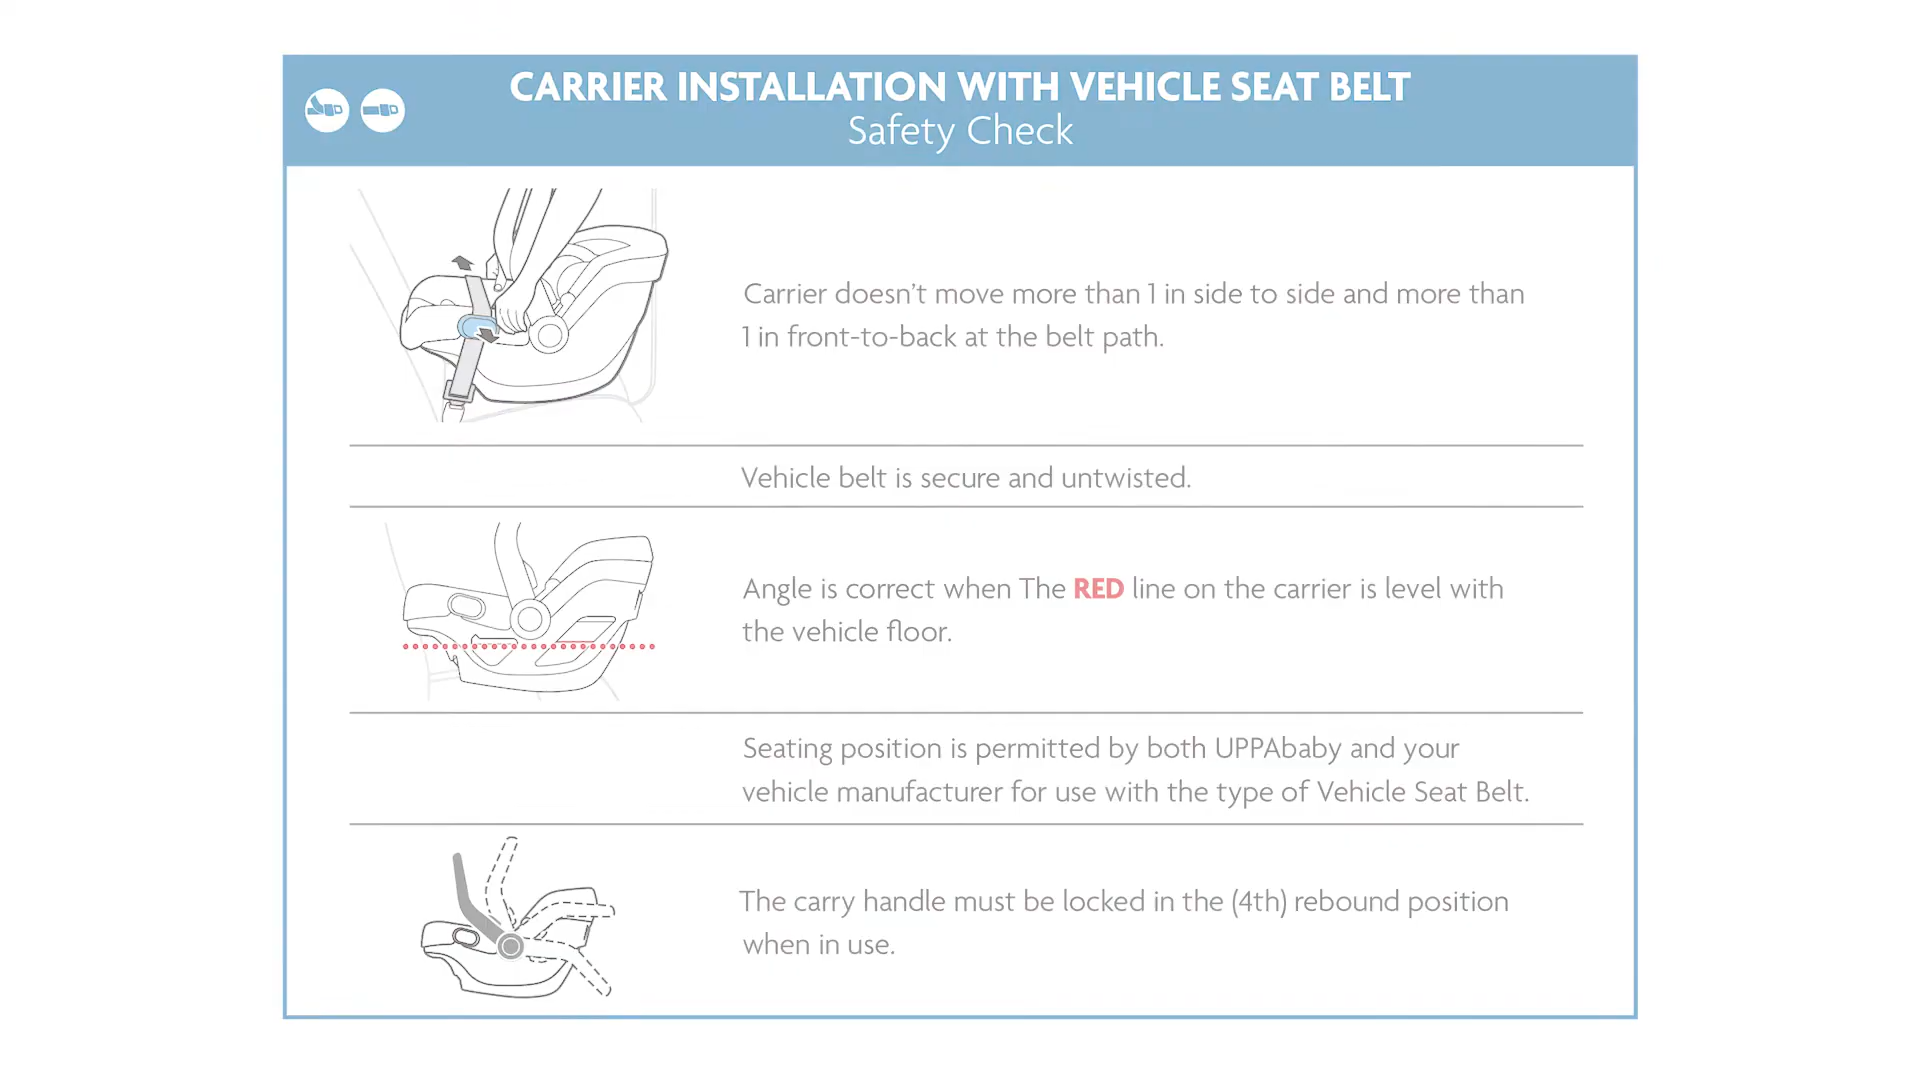 CARRIER INSTALLATION WITH VEHICLE SEAT BELT
Safety Check
Carrier doesn't move more than 1 in side to side and more than
1 in front-to-back at the belt path.
Vehicle belt is secure and untwisted.
Angle is correct when The RED line on the carrier is level with
the vehicle floor.
Seating position is permitted by both UPPAbaby and your
vehicle manufacturer for use with the type of Vehicle Seat Belt.
The carry handle must be locked in the (4th) rebound position
when in use.